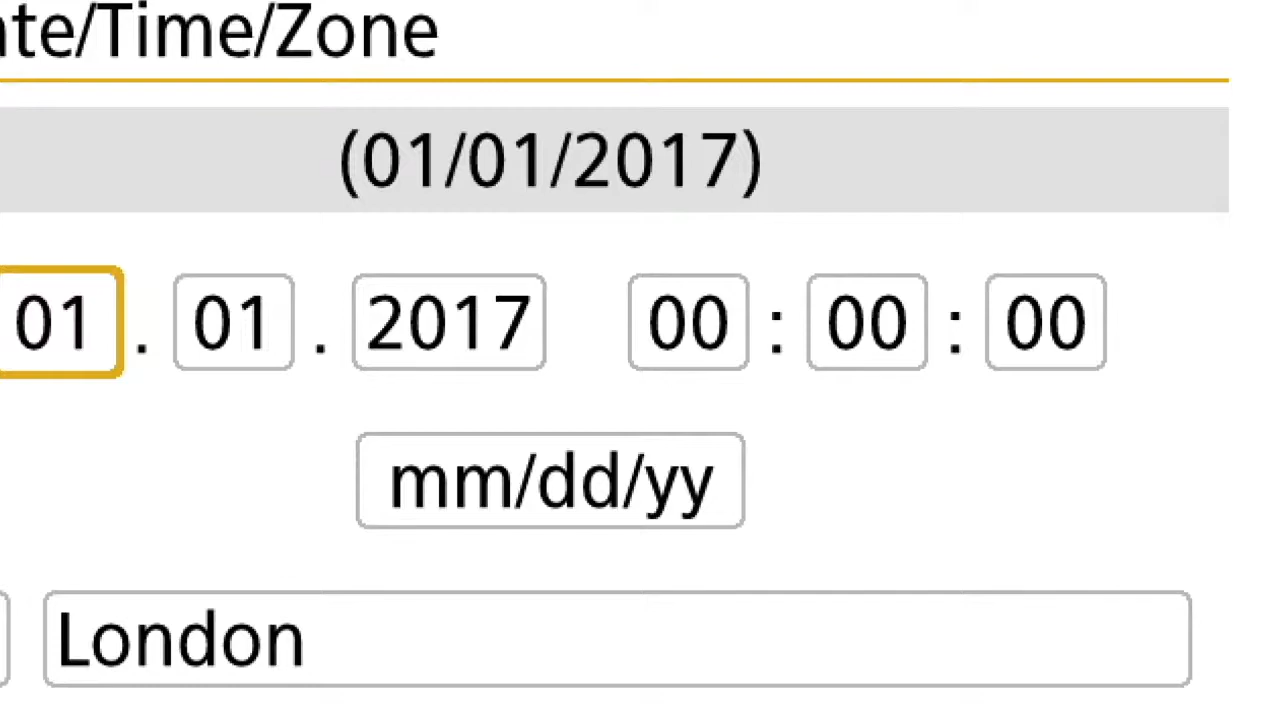 ate/Time/Zone
(01/01/2017)
01 . 01 . 2017 00 : 00 : 00
mm/dd/yy
London